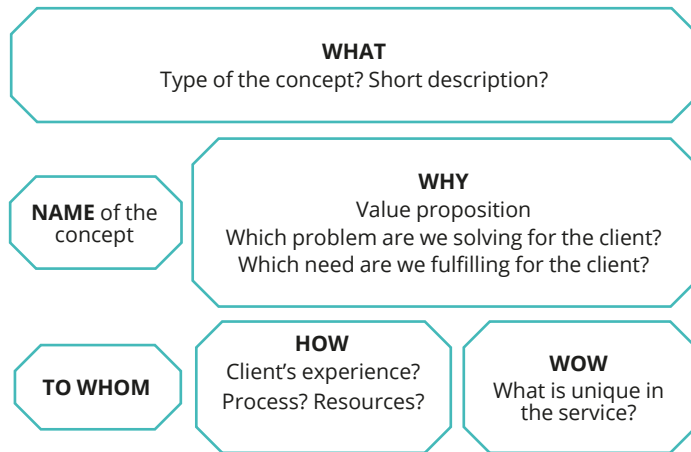 WHAT
Type of the concept? Short description?
NAME of the
concept
WHY
Value proposition
Which problem are we solving for the client?
Which need are we fulfilling for the client?
TO WHOM
HOW
Client’s experience?
Process? Resources?
WOW
What is unique in
the service?